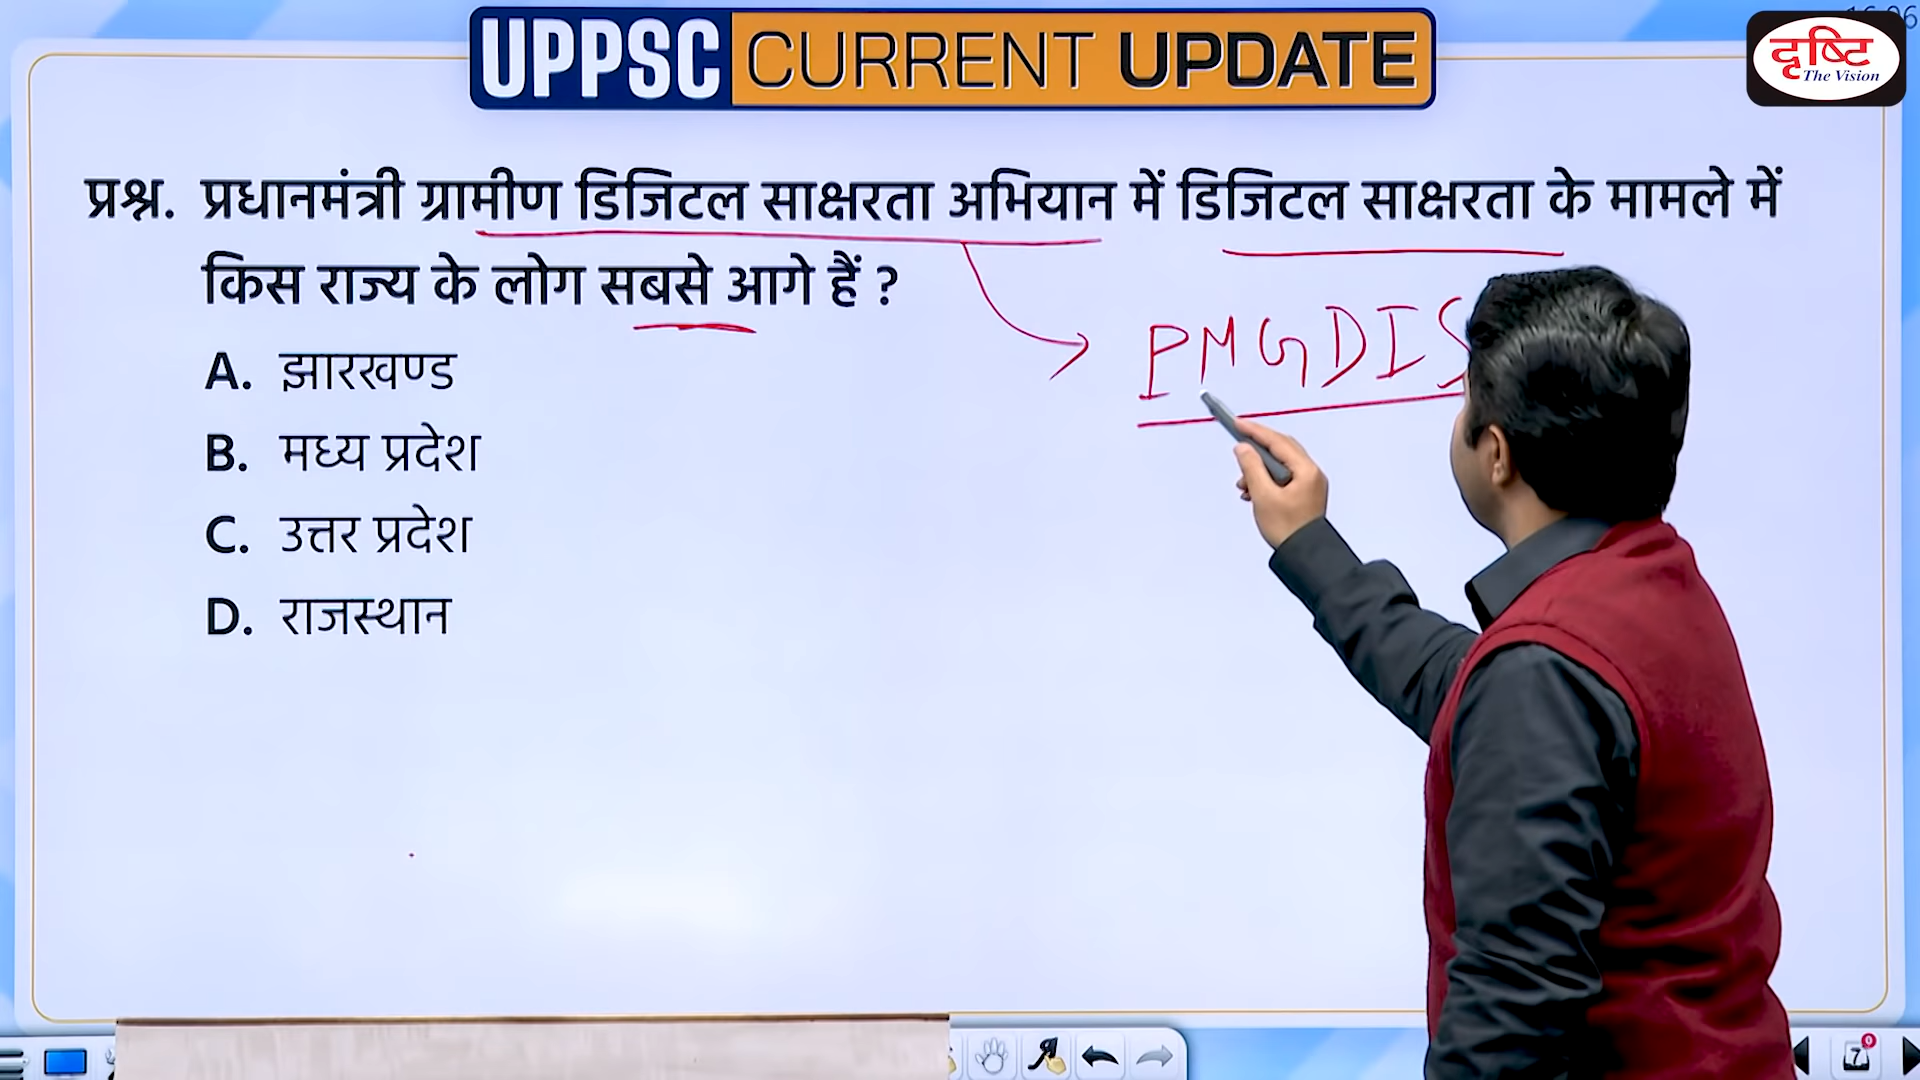 UPPSC CURRENT UPDATE
दृष्टि
The Vision
प्रश्न. प्रधानमंत्री ग्रामीण डिजिटल साक्षरता अभियान में डिजिटल साक्षरता के मामले में
किस राज्य के लोग सबसे आगे हैं ?
PMGDIS
A. झारखण्ड
B. मध्य प्रदेश
C. उत्तर प्रदेश
D. राजस्थान
7